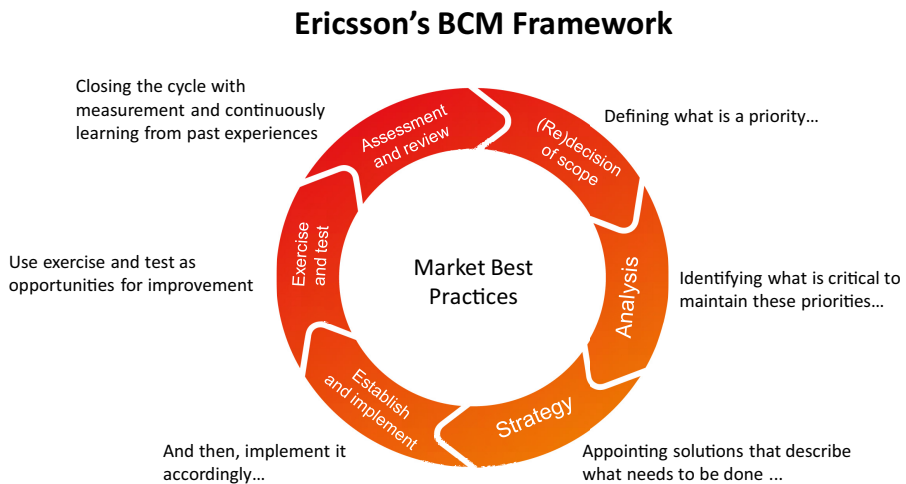 Ericsson's BCM Framework
Closing the cycle with
measurement and continuously
learning from past experiences
Assessment
and review
(Re)decision
of scope
Defining what is a priority…
Use exercise and test as
opportunities for improvement
Exercise
and test
Market Best
Practices
Analysis
Identifying what is critical to
maintain these priorities…
Establish
and implement
Strategy
And then, implement it
accordingly…
Appointing solutions that describe
what needs to be done ...